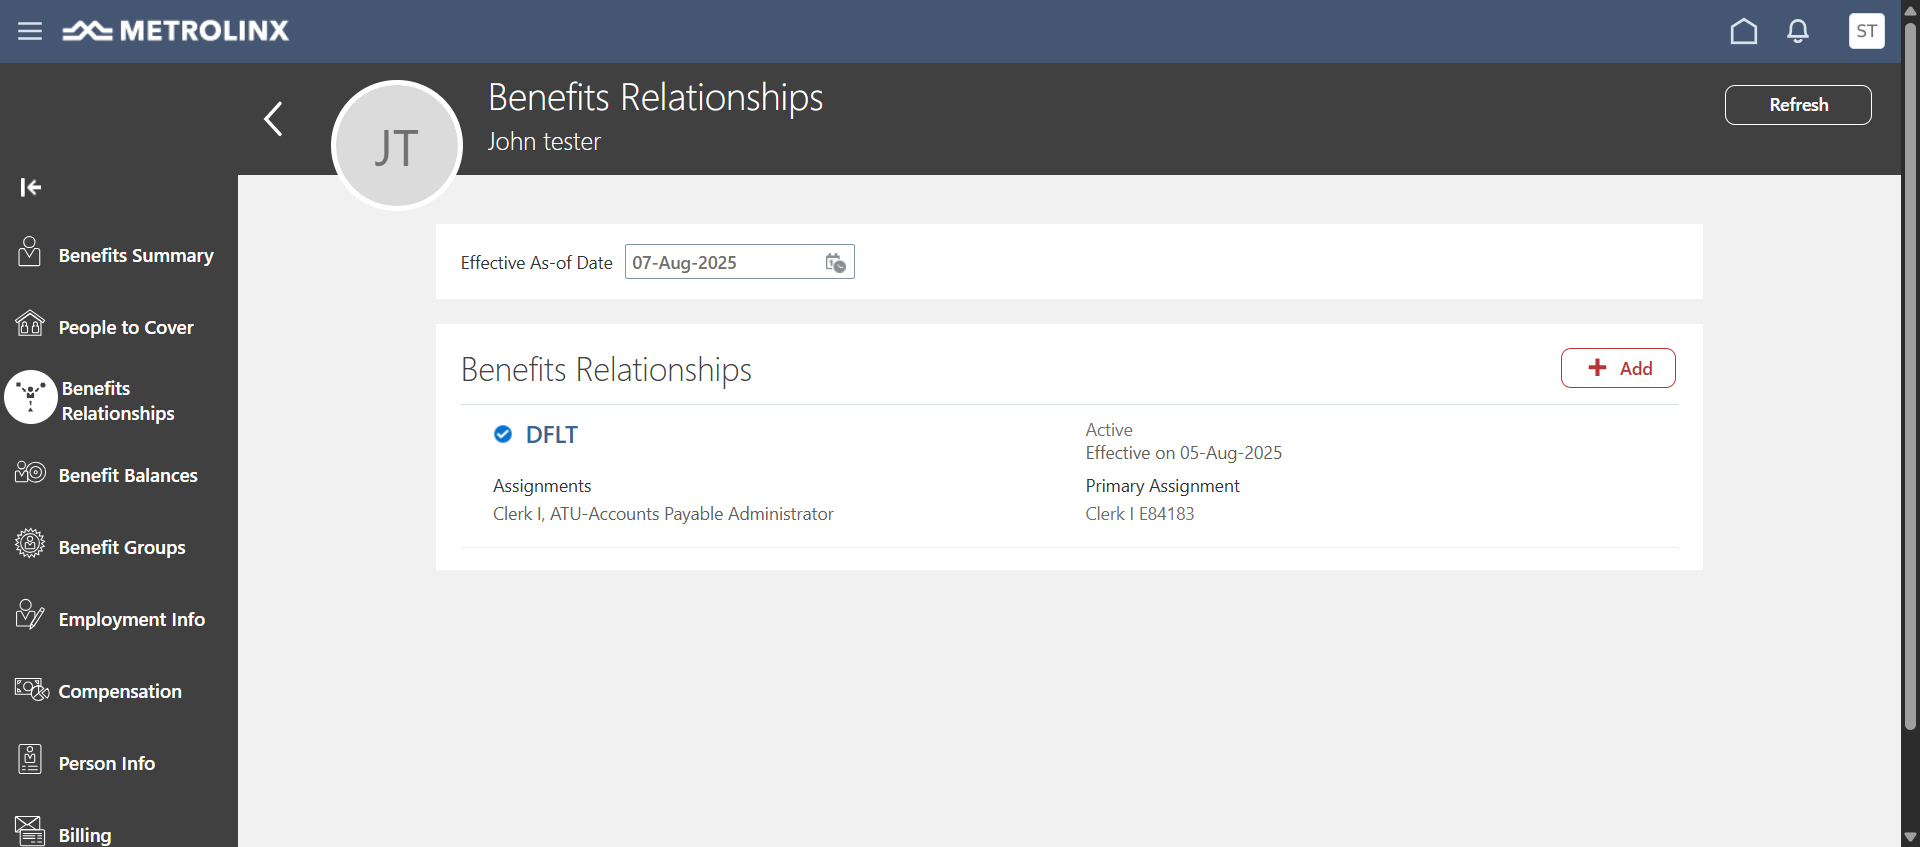 METROLINX
ST
JT
Benefits Relationships
John tester
Refresh
Benefits Summary
People to Cover
Benefits
Relationships
Benefit Balances
Benefit Groups
Employment Info
Compensation
Person Info
Billing
Effective As-of Date 07-Aug-2025
Benefits Relationships
Add
DFLT
Active
Effective on 05-Aug-2025
Assignments
Clerk I, ATU-Accounts Payable Administrator
Primary Assignment
Clerk I E84183